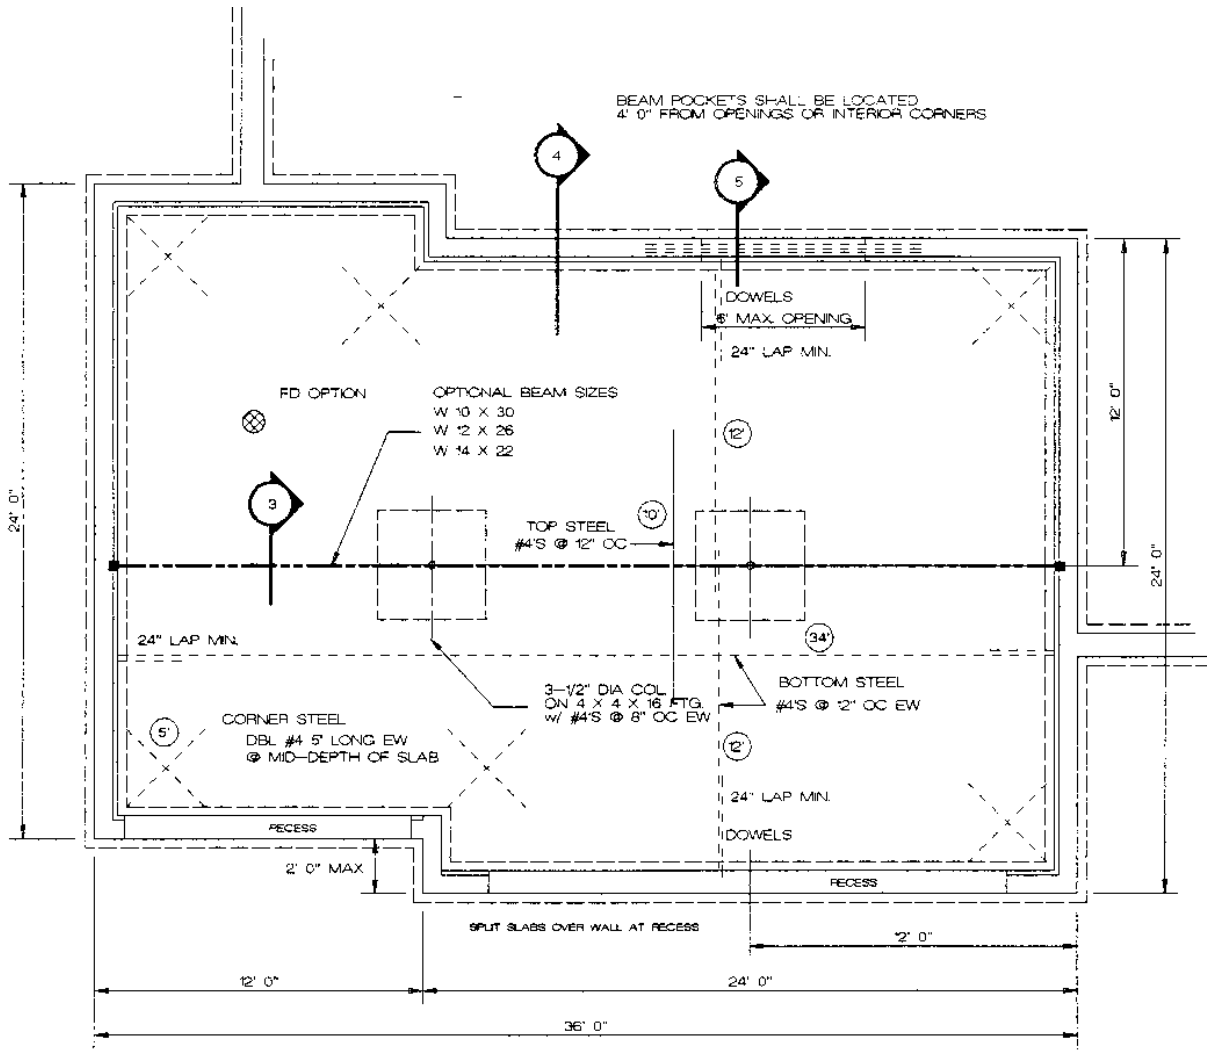 BEAM POCKETS SHALL BE LOCATED
4' 0" FROM OPENINGS OR INTERIOR CORNERS
4
5
DOWELS
6' MAX. OPENING
24" LAP MIN.
FD OPTION
OPTIONAL BEAM SIZES
W 10 X 30
W 12 X 26
W 14 X 22
12' 0"
12'
24' 0"
3
10'
TOP STEEL
#4'S @ 12" OC
24' 0"
24" LAP MIN.
34'
BOTTOM STEEL
#4'S @ 12" OC EW
3-1/2" DIA COL
ON 4 X 4 X 16 FTG.
w/ #4'S @ 8" OC EW
CORNER STEEL
DBL #4 5' LONG EW
@ MID-DEPTH OF SLAB
5'
12'
24" LAP MIN.
DOWELS
RECESS
2' 0" MAX
RECESS
SPLIT SLABS OVER WALL AT RECESS
12' 0"
12' 0"
24' 0"
36' 0"